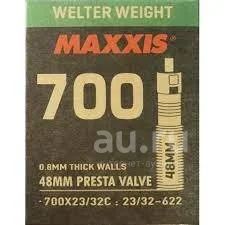 WELTER WEIGHT
MAXXIS®
700
48MM
0.8MM THICK WALLS
48MM PRESTA VALVE
700X23/32C : 23/32-622
au.ru